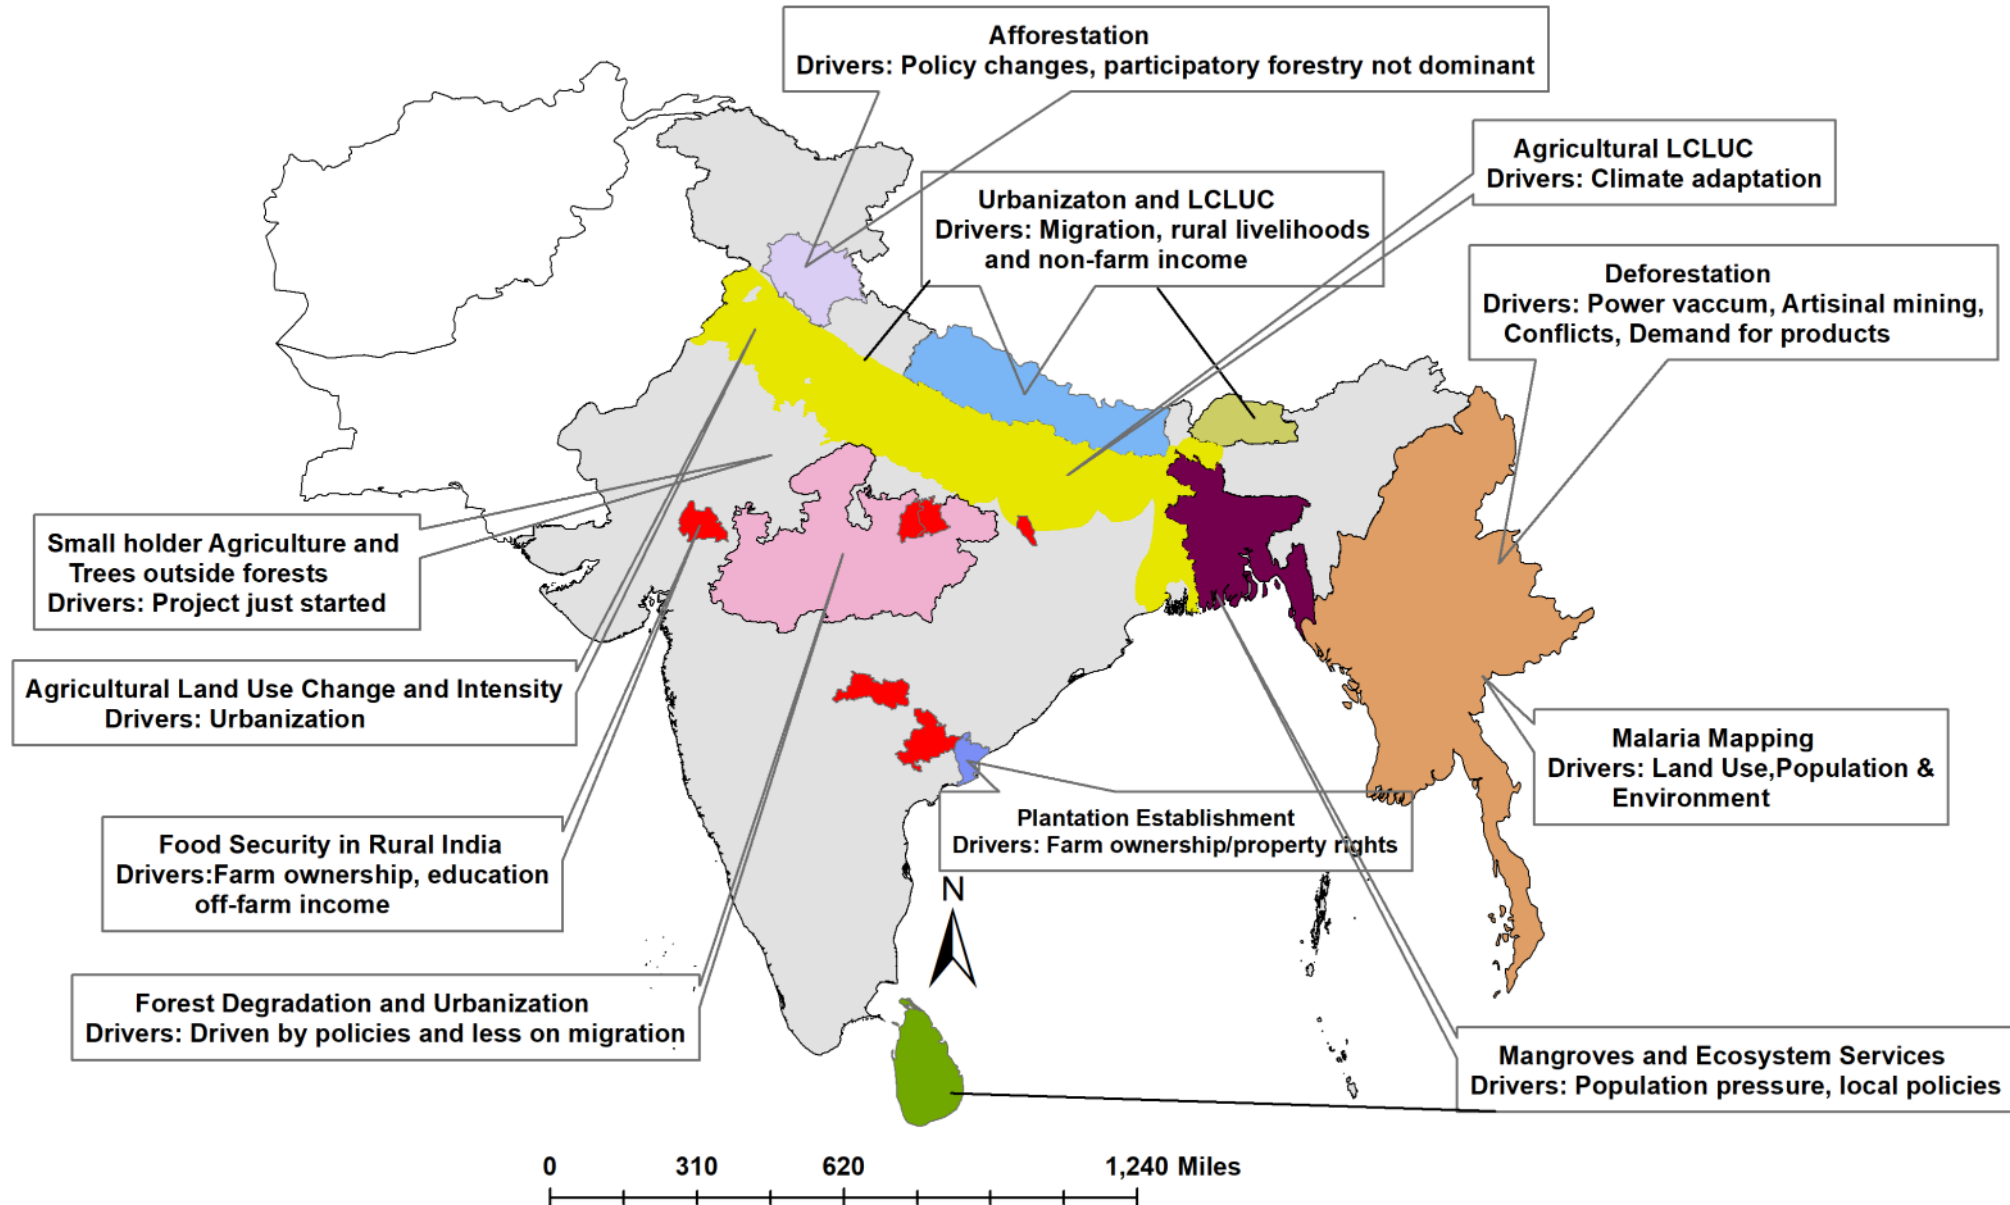 Afforestation
Drivers: Policy changes, participatory forestry not dominant
Agricultural LCLUC
Drivers: Climate adaptation
Urbanizaton and LCLUC
Drivers: Migration, rural livelihoods
and non-farm income
Deforestation
Drivers: Power vaccum, Artisinal mining,
Conflicts, Demand for products
Small holder Agriculture and
Trees outside forests
Drivers: Project just started
Agricultural Land Use Change and Intensity
Drivers: Urbanization
Malaria Mapping
Drivers: Land Use,Population &
Environment
Plantation Establishment
Drivers: Farm ownership/property rights
Food Security in Rural India
Drivers:Farm ownership, education
off-farm income
N
Forest Degradation and Urbanization
Drivers: Driven by policies and less on migration
Mangroves and Ecosystem Services
Drivers: Population pressure, local policies
0 310 620 1,240 Miles